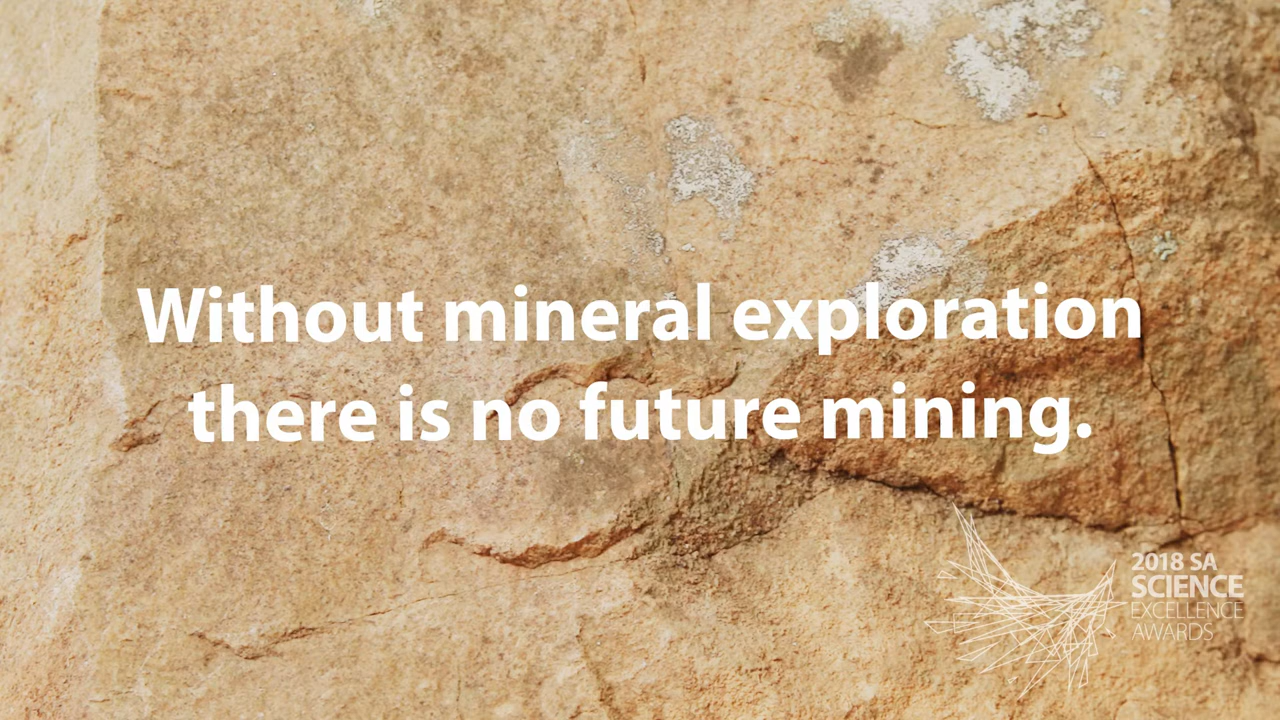 Without mineral exploration
there is no future mining.
2018 SA
SCIENCE
EXCELLENCE
AWARDS